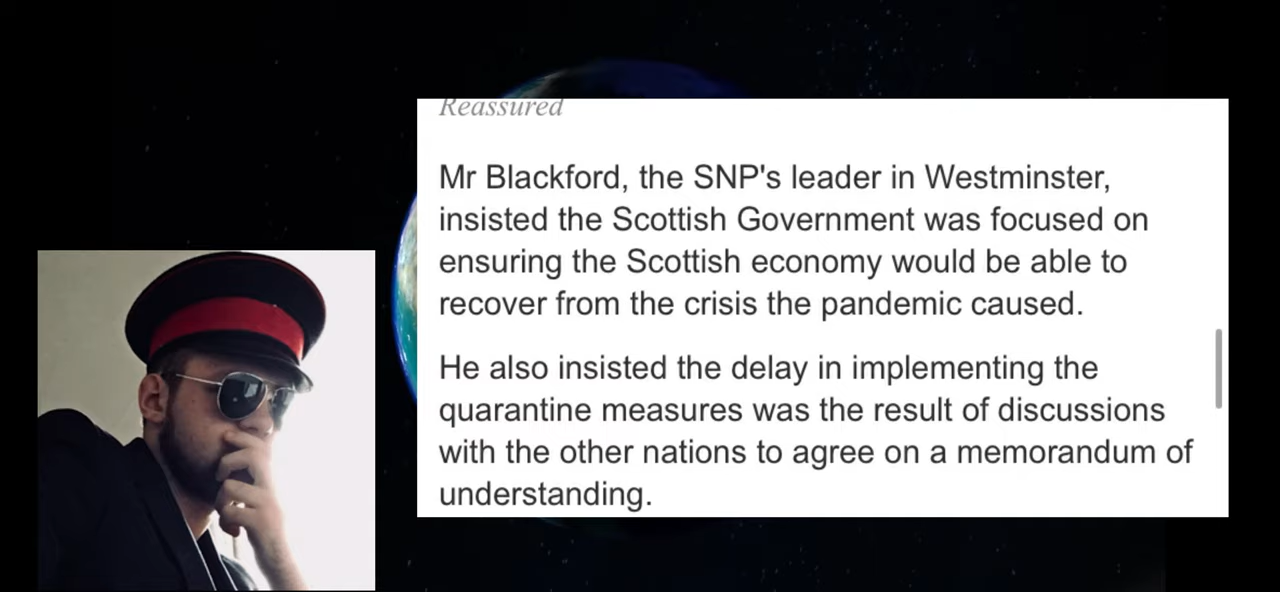 Reassured
Mr Blackford, the SNP's leader in Westminster,
insisted the Scottish Government was focused on
ensuring the Scottish economy would be able to
recover from the crisis the pandemic caused.
He also insisted the delay in implementing the
quarantine measures was the result of discussions
with the other nations to agree on a memorandum of
understanding.